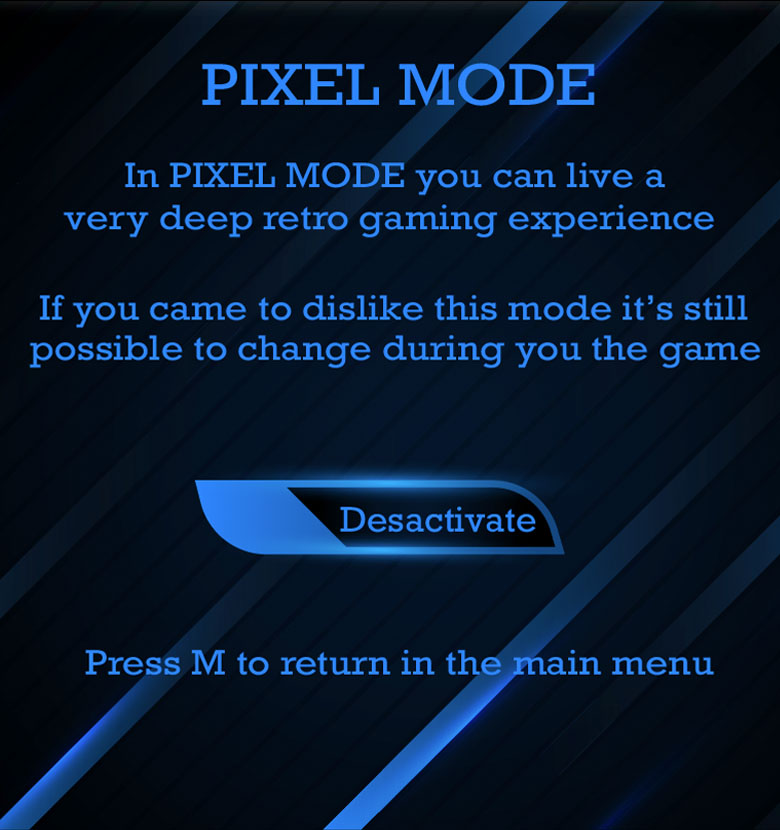 PIXEL MODE
In PIXEL MODE you can live a
very deep retro gaming experience
If you came to dislike this mode it’s still
possible to change during you the game
Desactivate
Press M to return in the main menu